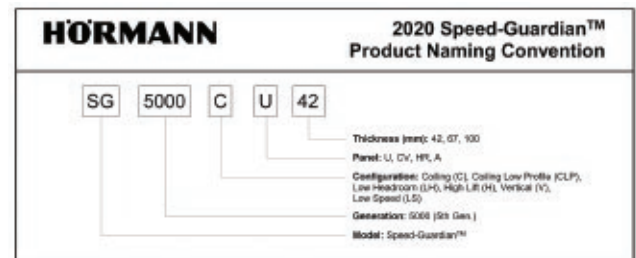 HÖRMANN
2020 Speed-Guardian™
Product Naming Convention
SG 5000 C U 42
Thickness (mm): 42, 67, 100
Panel: U, CV, HR, A
Configuration: Coiling (C), Coiling Low Profile (CLP),
Low Headroom (LH), High Lift (H), Vertical (V),
Low Speed (LS)
Generation: 5000 (5th Gen.)
Model: Speed-Guardian™